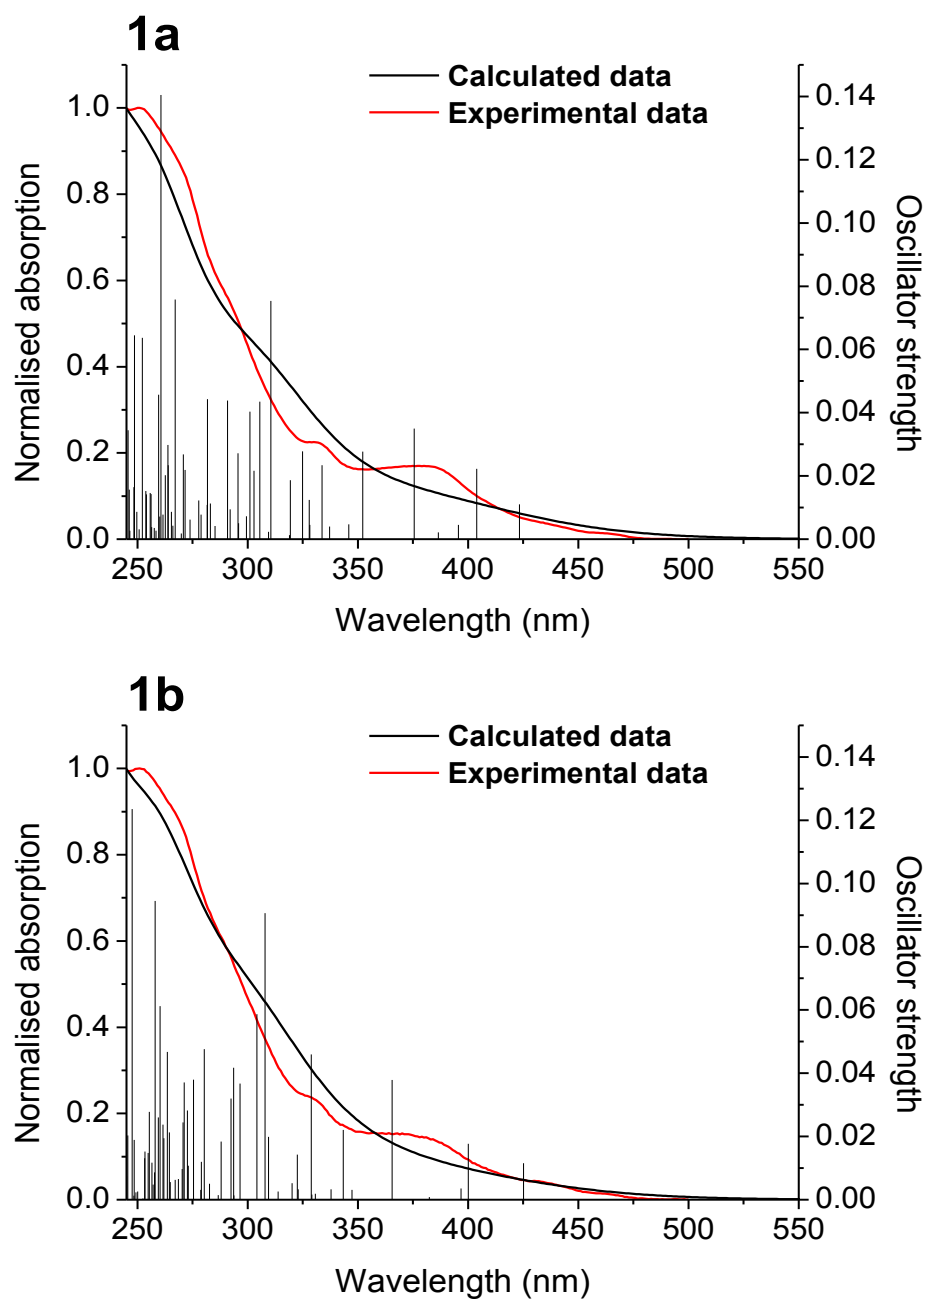 1a
Calculated data
Experimental data
1.0
0.8
0.6
0.4
0.2
0.0
Normalised absorption
0.14
0.12
0.10
0.08
0.06
0.04
0.02
0.00
Oscillator strength
250 300 350 400 450 500 550
Wavelength (nm)
1b
Calculated data
Experimental data
1.0
0.8
0.6
0.4
0.2
0.0
Normalised absorption
0.14
0.12
0.10
0.08
0.06
0.04
0.02
0.00
Oscillator strength
250 300 350 400 450 500 550
Wavelength (nm)